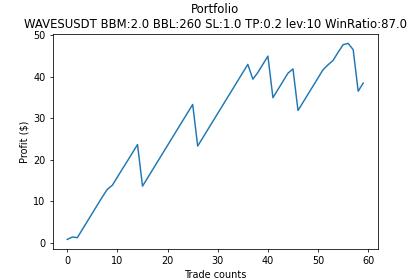 Portfolio
WAVESUSDT BBM:2.0 BBL:260 SL:1.0 TP:0.2 lev:10 WinRatio:87.0
50
40
30
20
10
0
Profit ($)
0 10 20 30 40 50 60
Trade counts